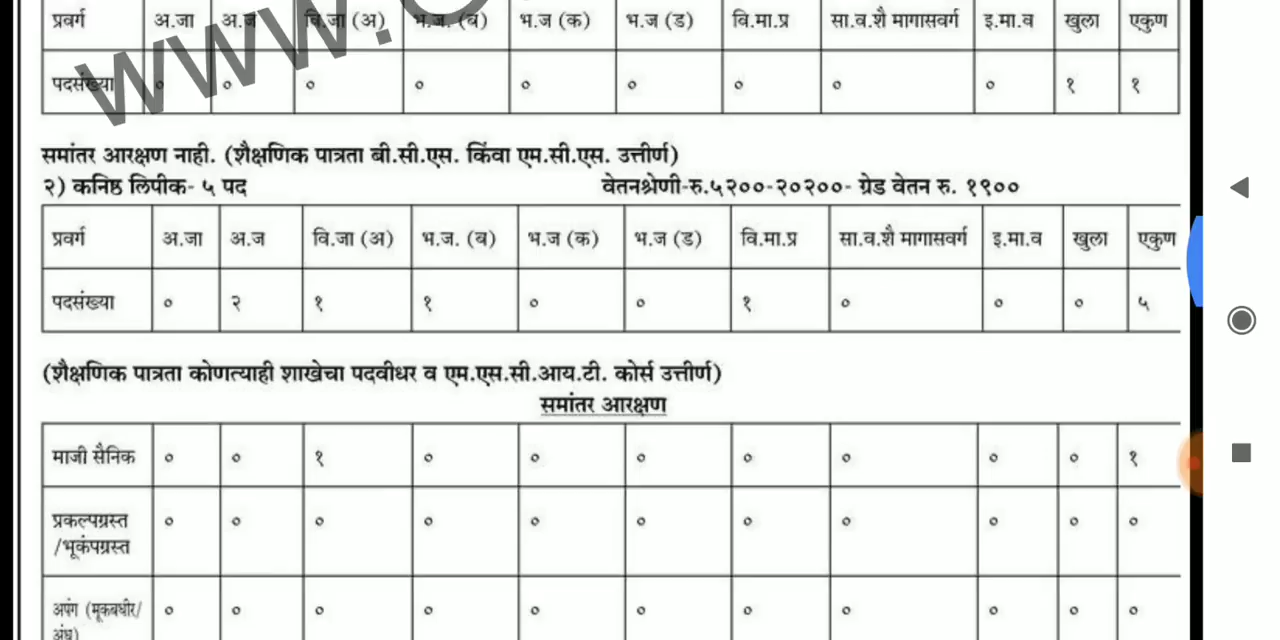 प्रवर्ग अ.जा अ.ज वि.जा (अ) भ.ज. (ब) भ.ज (क) भ.ज (ड) वि.मा.प्र सा.व.शै मागासवर्ग इ.मा.व खुला एकुण
www.
पदसंख्या ० ० ० ० ० ० ० ० ० १ १
समांतर आरक्षण नाही. (शैक्षणिक पात्रता बी.सी.एस. किंवा एम.सी.एस. उत्तीर्ण)
२) कनिष्ठ लिपीक- ५ पद वेतनश्रेणी-रु.५२००-२०२००- ग्रेड वेतन रु. १९००
प्रवर्ग अ.जा अ.ज वि.जा (अ) भ.ज. (ब) भ.ज (क) भ.ज (ड) वि.मा.प्र सा.व.शै मागासवर्ग इ.मा.व खुला एकुण
पदसंख्या ० २ १ १ ० ० १ ० ० ० ५
(शैक्षणिक पात्रता कोणत्याही शाखेचा पदवीधर व एम.एस.सी.आय.टी. कोर्स उत्तीर्ण)
समांतर आरक्षण
माजी सैनिक ० ० १ ० ० ० ० ० ० ० १
प्रकल्पग्रस्त ० ० ० ० ० ० ० ० ० ० ०
/भूकंपग्रस्त
अपंग (मूकबधीर/ ० ० ० ० ० ० ० ० ० ० ०
अंध)